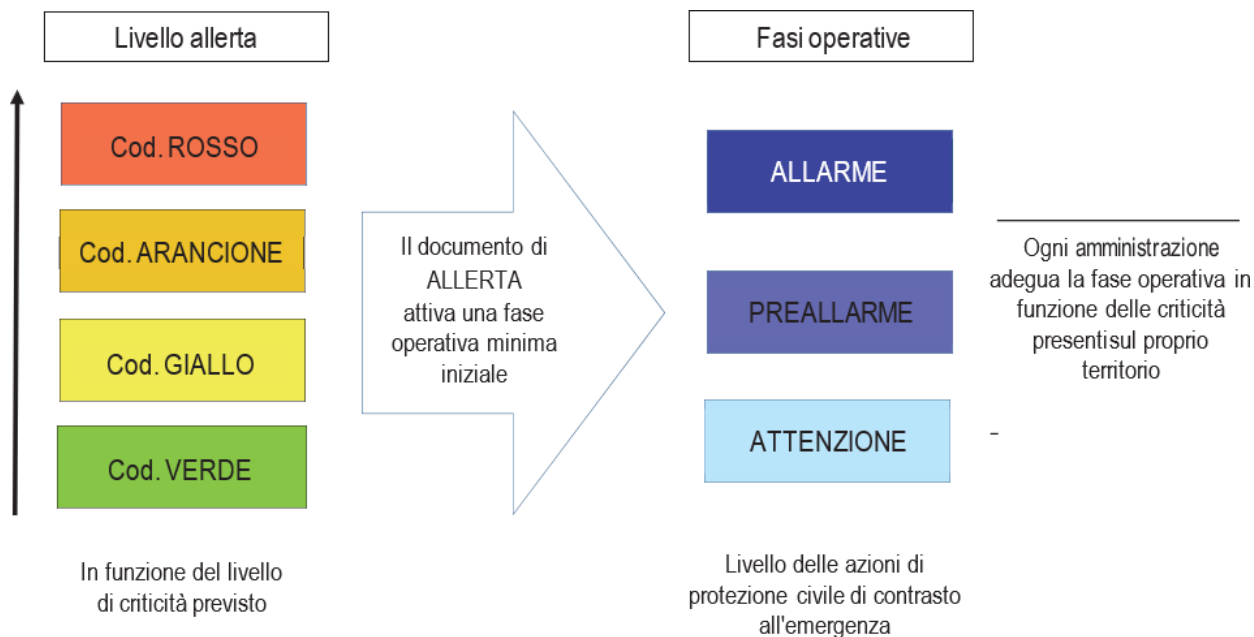 Livello allerta
Cod. ROSSO
Cod. ARANCIONE
Cod. GIALLO
Cod. VERDE
In funzione del livello
di criticità previsto
Il documento di
ALLERTA
attiva una fase
operativa minima
iniziale
Fasi operative
ALLARME
PREALLARME
ATTENZIONE
Livello delle azioni di
protezione civile di contrasto
all'emergenza
Ogni amministrazione
adegua la fase operativa in
funzione delle criticità
presentisul proprio
territorio